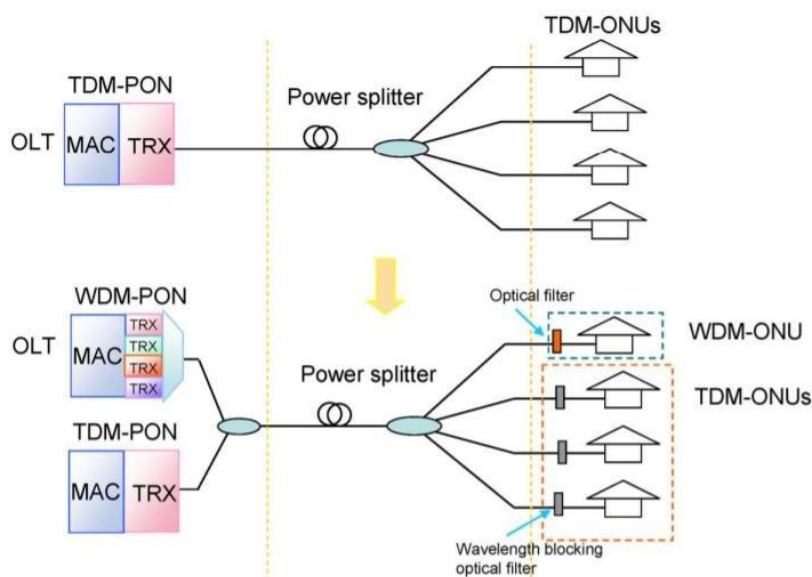 TDM-ONUs
TDM-PON
Power splitter
OLT
MAC
TRX
WDM-PON
Optical filter
TRX
WDM-ONU
OLT
MAC
TRX
TRX
TRX
Power splitter
TDM-ONUs
TDM-PON
MAC
TRX
Wavelength blocking
optical filter